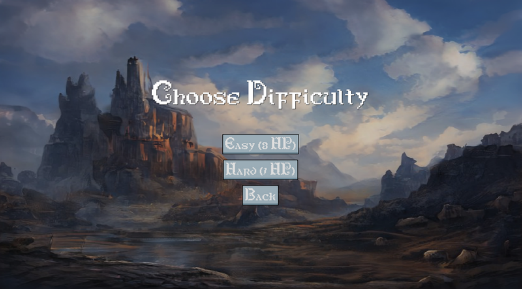 Choose Difficulty
Easy (3 HP)
Hard (1 HP)
Back